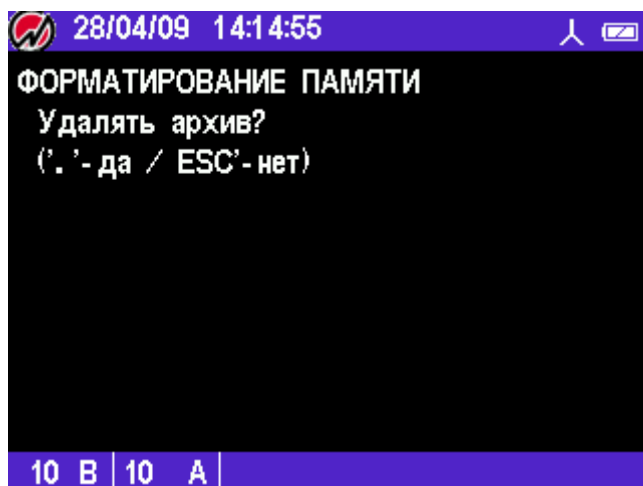 28/04/09 14:14:55
ФОРМАТИРОВАНИЕ ПАМЯТИ
Удалять архив?
('.'- да / ESC'- нет)
10 В 10 А